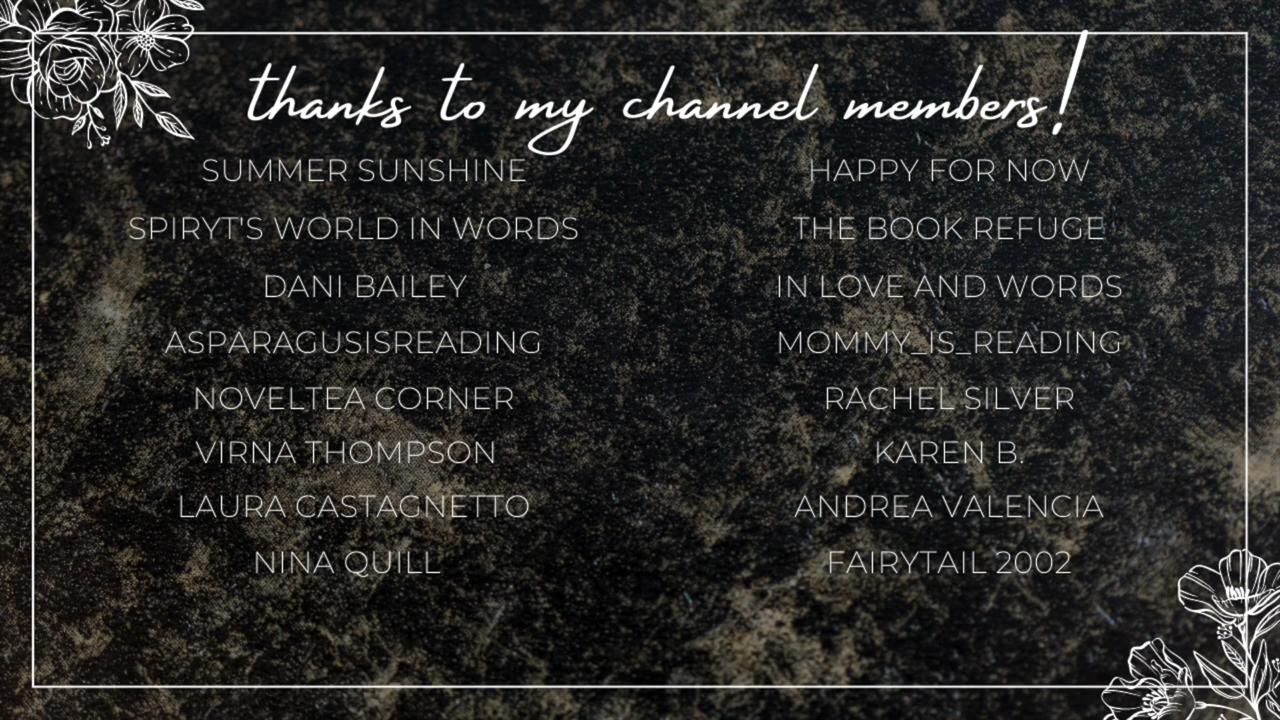 thanks to my channel members!
SUMMER SUNSHINE
SPIRYT'S WORLD IN WORDS
DANI BAILEY
ASPARAGUSISREADING
NOVELTEA CORNER
VIRNA THOMPSON
LAURA CASTAGNETTO
NINA QUILL
HAPPY FOR NOW
THE BOOK REFUGE
IN LOVE AND WORDS
MOMMY_IS_READING
RACHEL SILVER
KAREN B.
ANDREA VALENCIA
FAIRYTAIL 2002